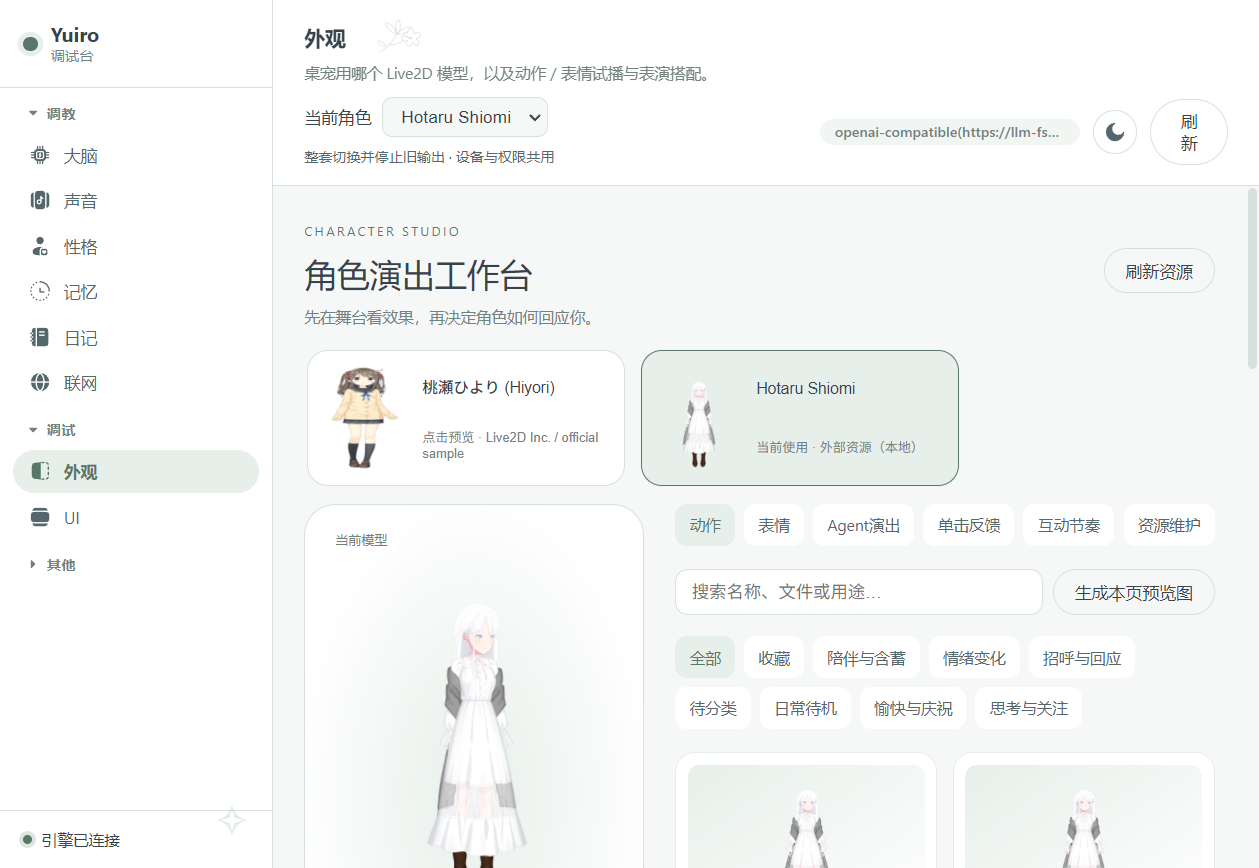 Yuiro
调试台
调教
大脑
声音
性格
记忆
日记
联网
调试
外观
UI
其他
引擎已连接
外观
桌宠用哪个 Live2D 模型，以及动作 / 表情试播与表演搭配。
当前角色
Hotaru Shiomi
整套切换并停止旧输出 · 设备与权限共用
openai-compatible(https://llm-fs...
刷
新
CHARACTER STUDIO
角色演出工作台
先在舞台看效果，再决定角色如何回应你。
刷新资源
桃瀬ひより (Hiyori)
点击预览 · Live2D Inc. / official
sample
Hotaru Shiomi
当前使用 · 外部资源（本地）
当前模型
动作
表情
Agent演出
单击反馈
互动节奏
资源维护
搜索名称、文件或用途...
生成本页预览图
全部
收藏
陪伴与含蓄
情绪变化
招呼与回应
待分类
日常待机
愉快与庆祝
思考与关注